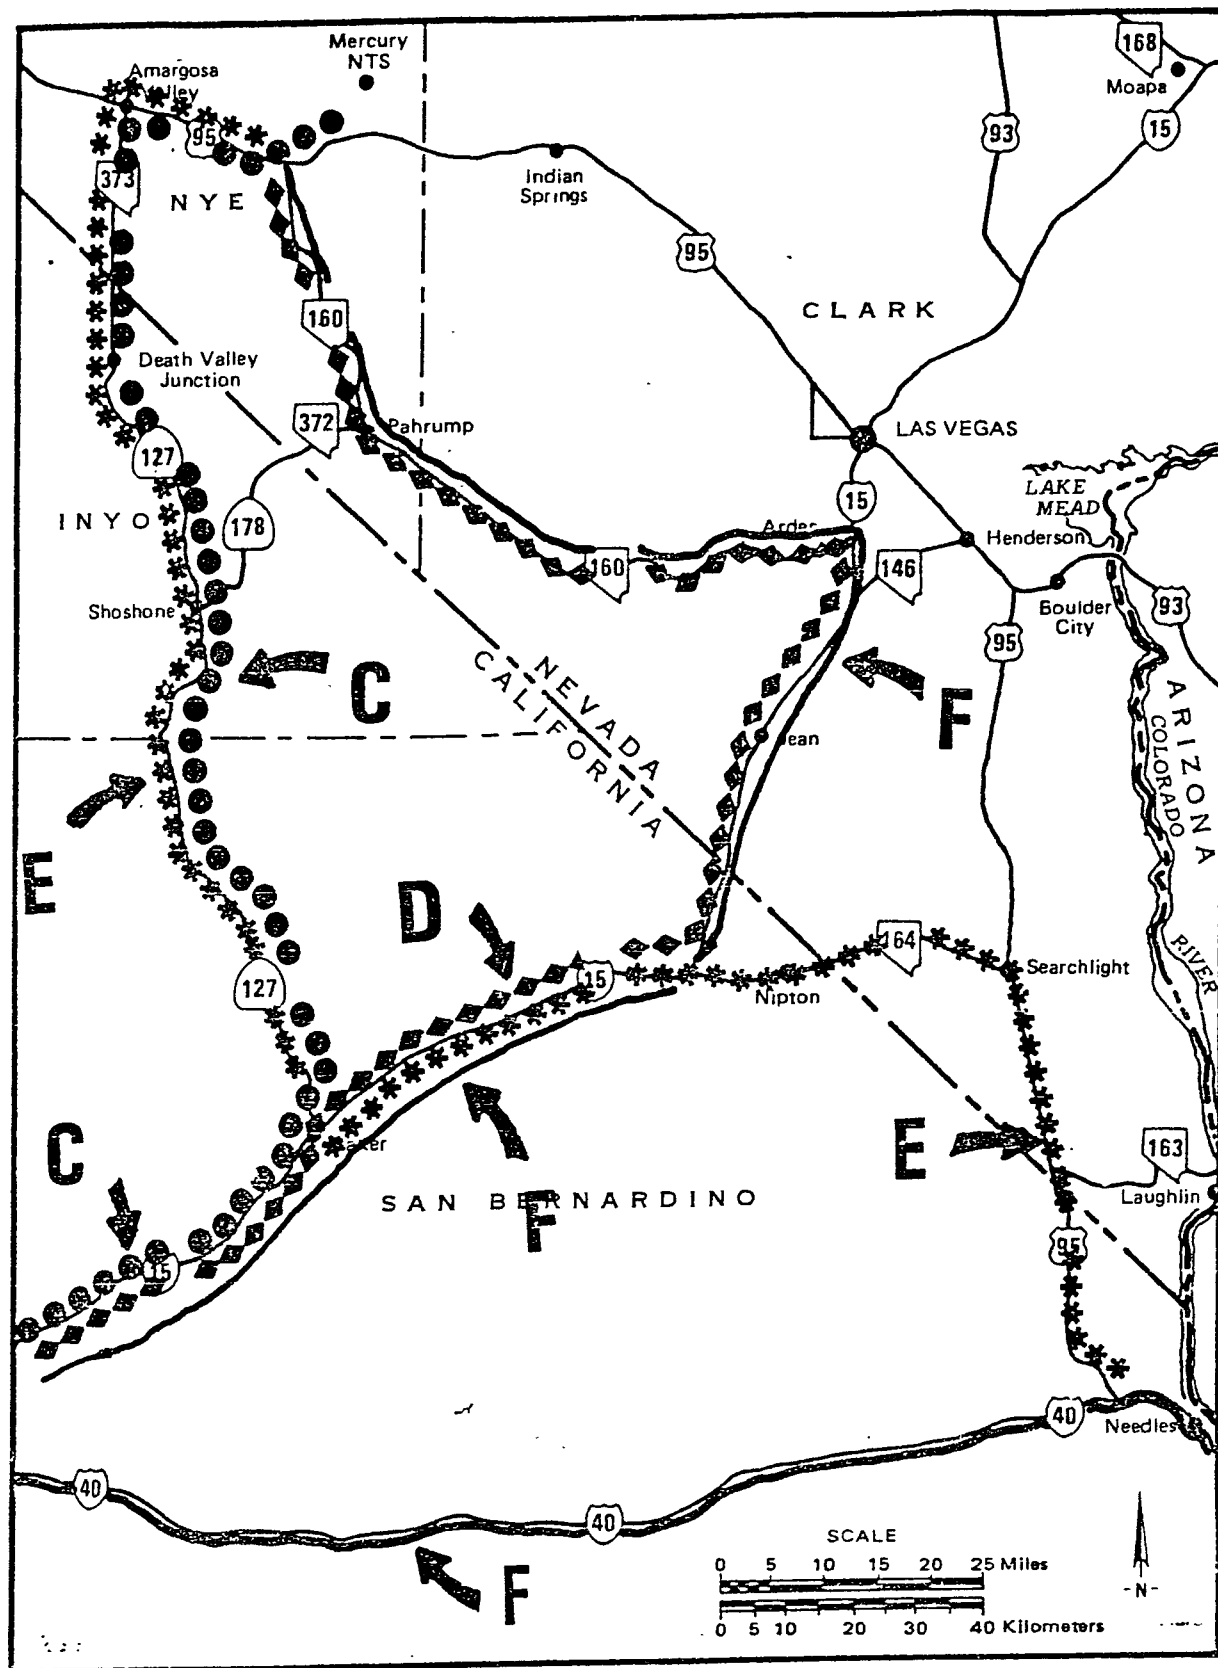 Mercury
NTS
168
Amargosa
Valley
Moapa
95
93
15
373
Indian
Springs
NYE
95
CLARK
160
Death Valley
Junction
372
Pahrump
LAS VEGAS
127
LAKE
MEAD
15
INYO
178
Arden
Henderson
160
146
Shoshone
Boulder
City
93
95
C
NEVADA
CALIFORNIA
F
ARIZONA
COLORADO
RIVER
Jean
E
D
164
127
15
Searchlight
Nipton
C
Baker
E
163
SAN BERNARDINO
Laughlin
F
95
15
40
Needles
40
40
SCALE
0 5 10 15 20 25 Miles
F
-N-
0 5 10 20 30 40 Kilometers